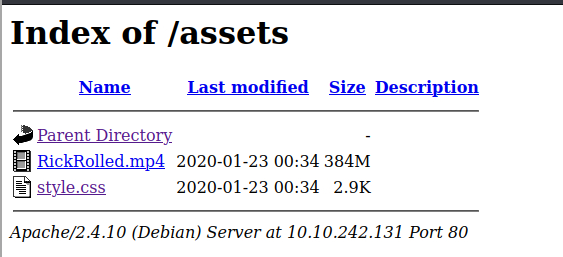 Index of /assets
Name Last modified Size Description
Parent Directory -
RickRolled.mp4 2020-01-23 00:34 384M
style.css 2020-01-23 00:34 2.9K
Apache/2.4.10 (Debian) Server at 10.10.242.131 Port 80